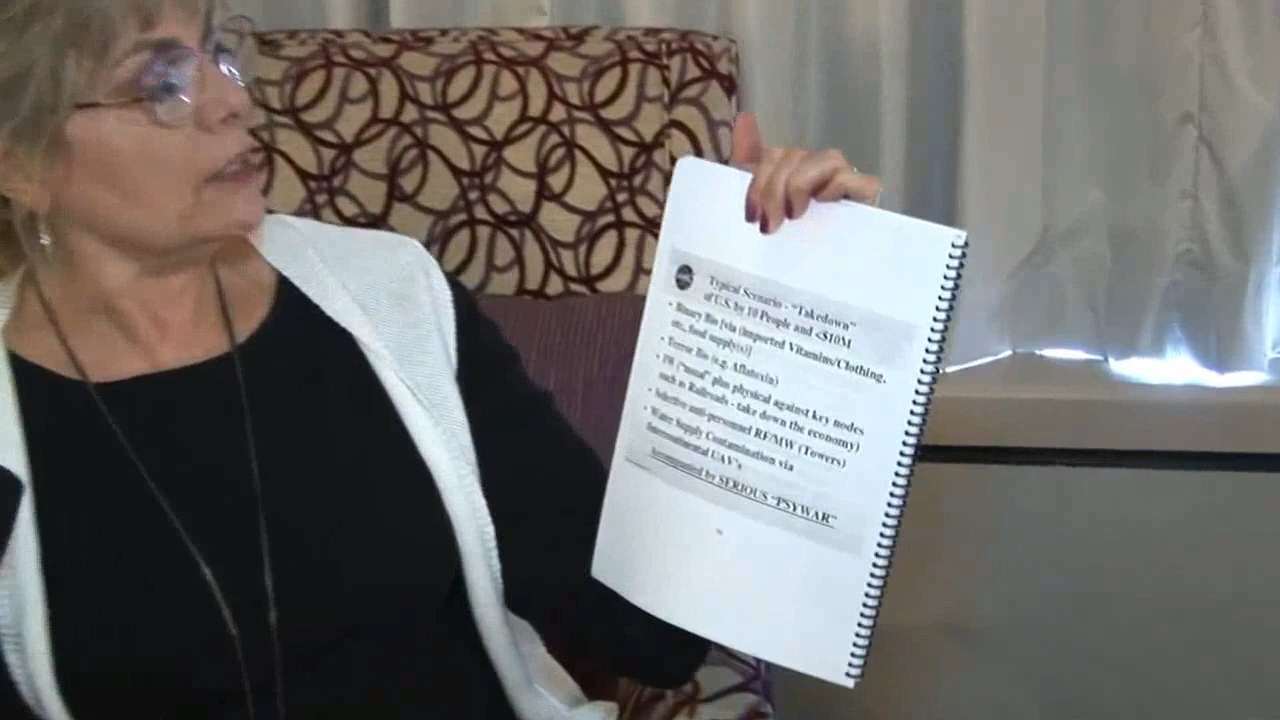 Typical Scenario - "Takedown"
of U.S. by 10 People and <$10M
• Binary Bio [via (imported Vitamins/Clothing,
etc., food supply(s)]
• Terror Bio (e.g. Aflatoxin)
• IW ("usual" plus physical against key nodes
such as Railroads - take down the economy)
• Selective anti-personnel RF/MW (Towers)
• Water Supply Contamination via
Intercontinental UAV's
Accompanied by SERIOUS "PSYWAR"